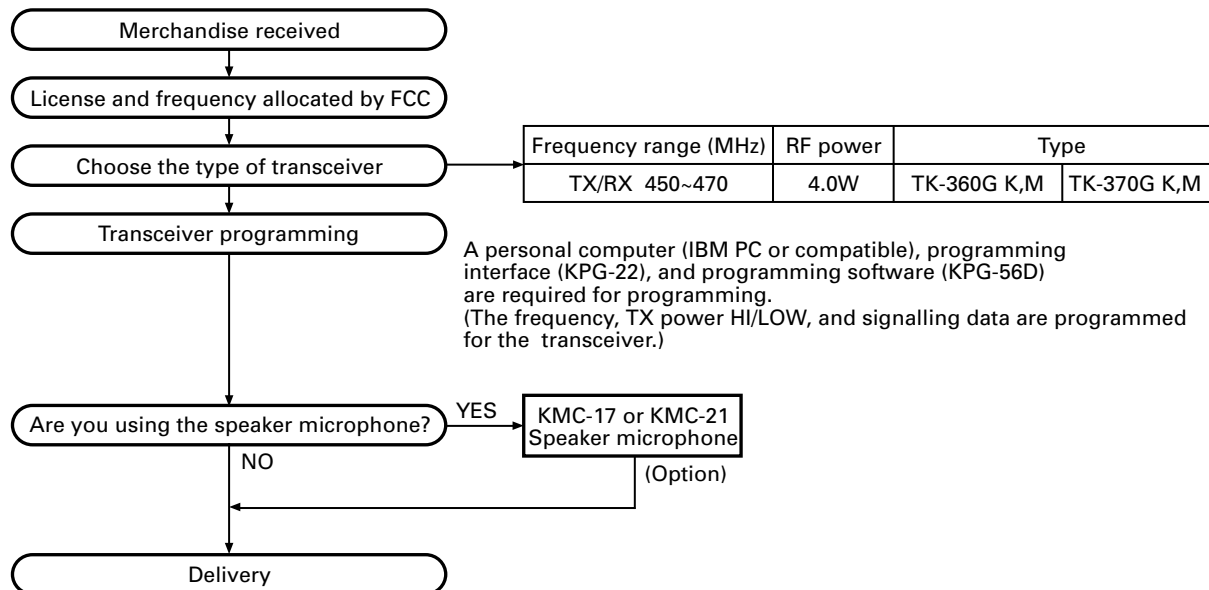 Merchandise received
License and frequency allocated by FCC
Choose the type of transceiver
Frequency range (MHz) RF power Type
TX/RX 450~470 4.0W TK-360G K,M TK-370G K,M
Transceiver programming
A personal computer (IBM PC or compatible), programming
interface (KPG-22), and programming software (KPG-56D)
are required for programming.
(The frequency, TX power HI/LOW, and signalling data are programmed
for the transceiver.)
Are you using the speaker microphone?
YES
KMC-17 or KMC-21
Speaker microphone
(Option)
NO
Delivery